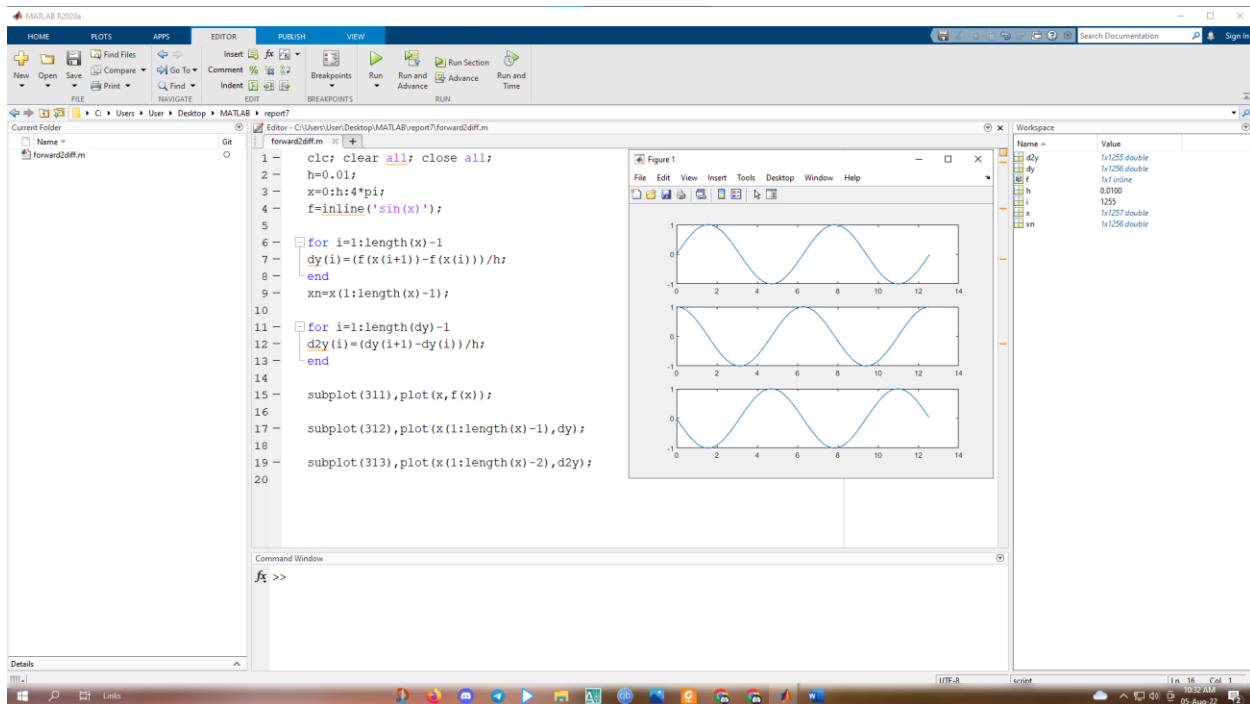 MATLAB R2020a
HOME PLOTS APPS EDITOR PUBLISH VIEW
Search Documentation
Sign In
New Open Save
Find Files
Compare
Print
FILE
Go To
Find
NAVIGATE
Insert fx
Comment %
Indent
EDIT
Breakpoints
BREAKPOINTS
Run
Run and Advance
Run Section
Advance
Run and Time
RUN
C: Users User Desktop MATLAB report7
Current Folder
Name Git
forward2diff.m
Details
Editor - C:\Users\User\Desktop\MATLAB\report7\forward2diff.m
forward2diff.m
1 - clc; clear all; close all;
2 - h=0.01;
3 - x=0:h:4*pi;
4 - f=inline('sin(x)');
5
6 - for i=1:length(x)-1
7 - dy(i)=(f(x(i+1))-f(x(i)))/h;
8 - end
9 - xn=x(1:length(x)-1);
10
11 - for i=1:length(dy)-1
12 - d2y(i)=(dy(i+1)-dy(i))/h;
13 - end
14
15 - subplot(311),plot(x,f(x));
16
17 - subplot(312),plot(x(1:length(x)-1),dy);
18
19 - subplot(313),plot(x(1:length(x)-2),d2y);
20
Figure 1
File Edit View Insert Tools Desktop Window Help
1
0
-1
0 2 4 6 8 10 12 14
1
0
-1
0 2 4 6 8 10 12 14
1
0
-1
0 2 4 6 8 10 12 14
Command Window
fx >>
Workspace
Name Value
d2y 1x1255 double
dy 1x1256 double
f 1x1 inline
h 0.0100
i 1255
x 1x1257 double
xn 1x1256 double
UTF-8 script Ln 16 Col 1
Links
10:32 AM
05-Aug-22